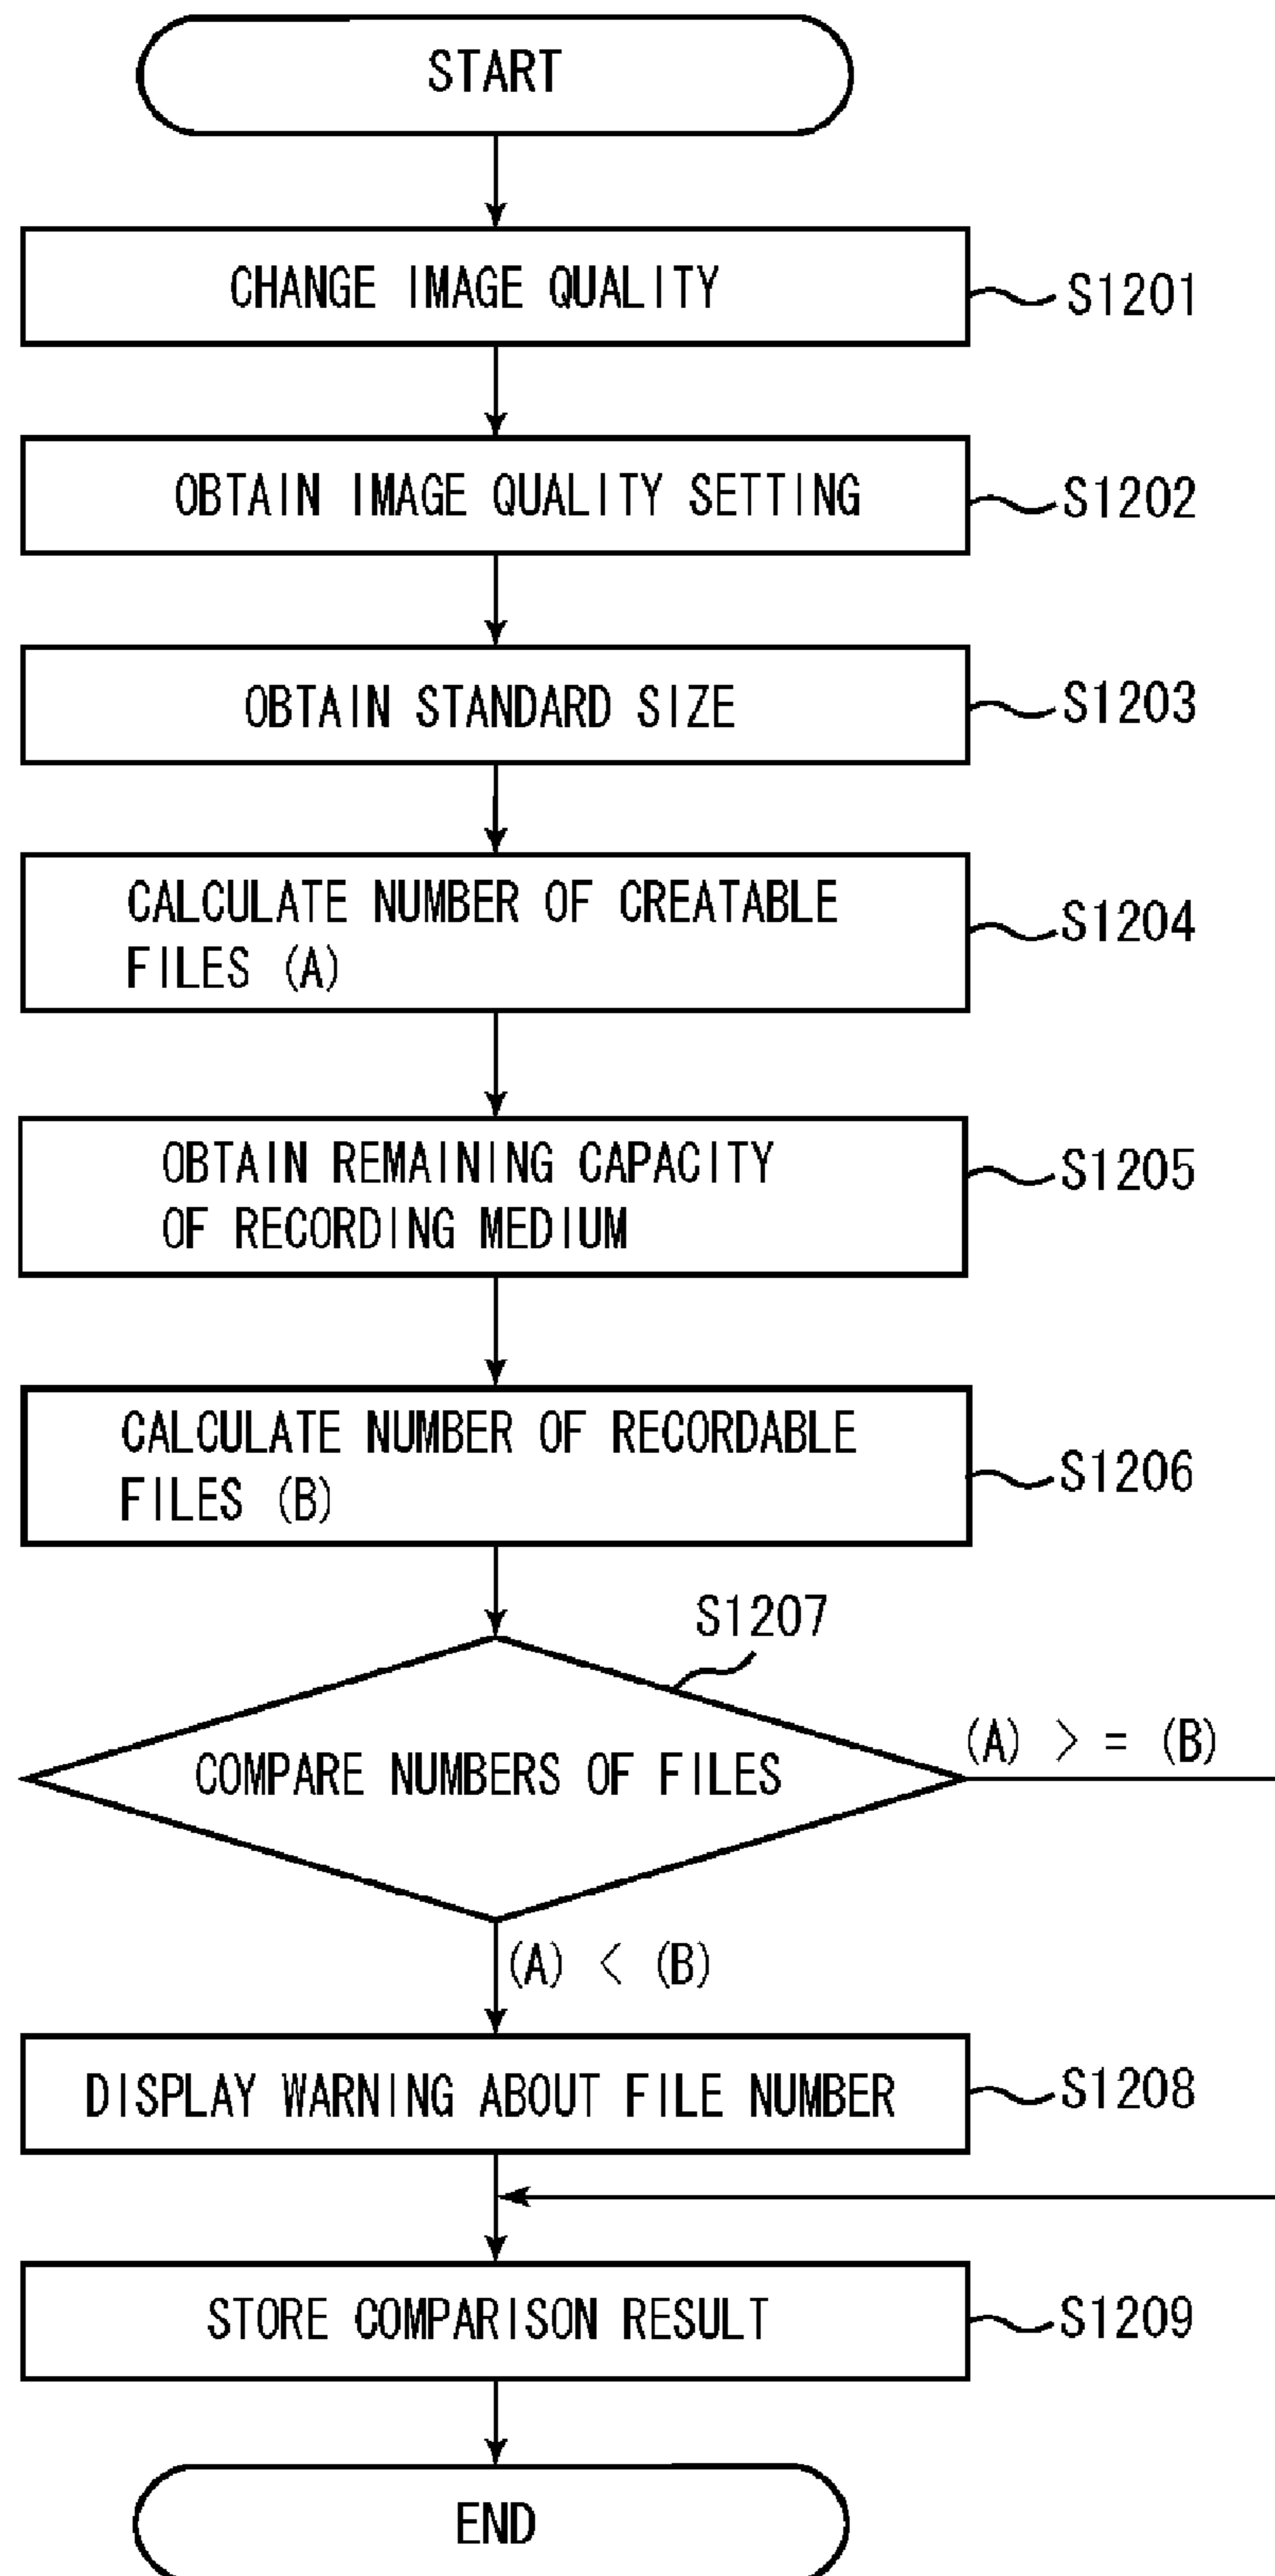 START
CHANGE IMAGE QUALITY
S1201
OBTAIN IMAGE QUALITY SETTING
S1202
OBTAIN STANDARD SIZE
S1203
CALCULATE NUMBER OF CREATABLE
FILES (A)
S1204
OBTAIN REMAINING CAPACITY
OF RECORDING MEDIUM
S1205
CALCULATE NUMBER OF RECORDABLE
FILES (B)
S1206
S1207
COMPARE NUMBERS OF FILES
(A) > = (B)
(A) < (B)
DISPLAY WARNING ABOUT FILE NUMBER
S1208
STORE COMPARISON RESULT
S1209
END